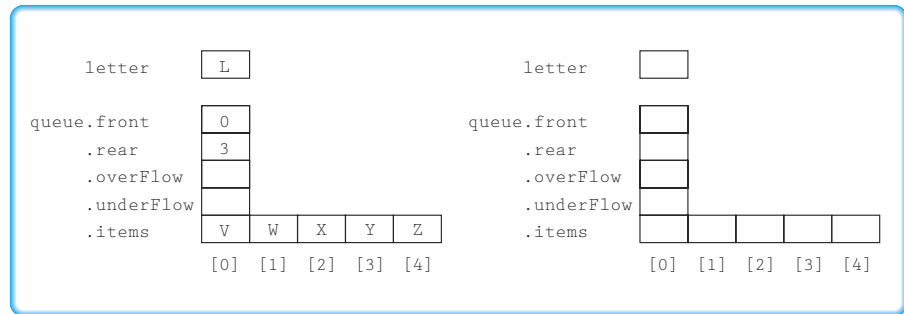 letter L letter
queue.front 0 queue.front
.rear 3 .rear
.overFlow .overFlow
.underFlow .underFlow
.items V W X Y Z .items
[0] [1] [2] [3] [4] [0] [1] [2] [3] [4]